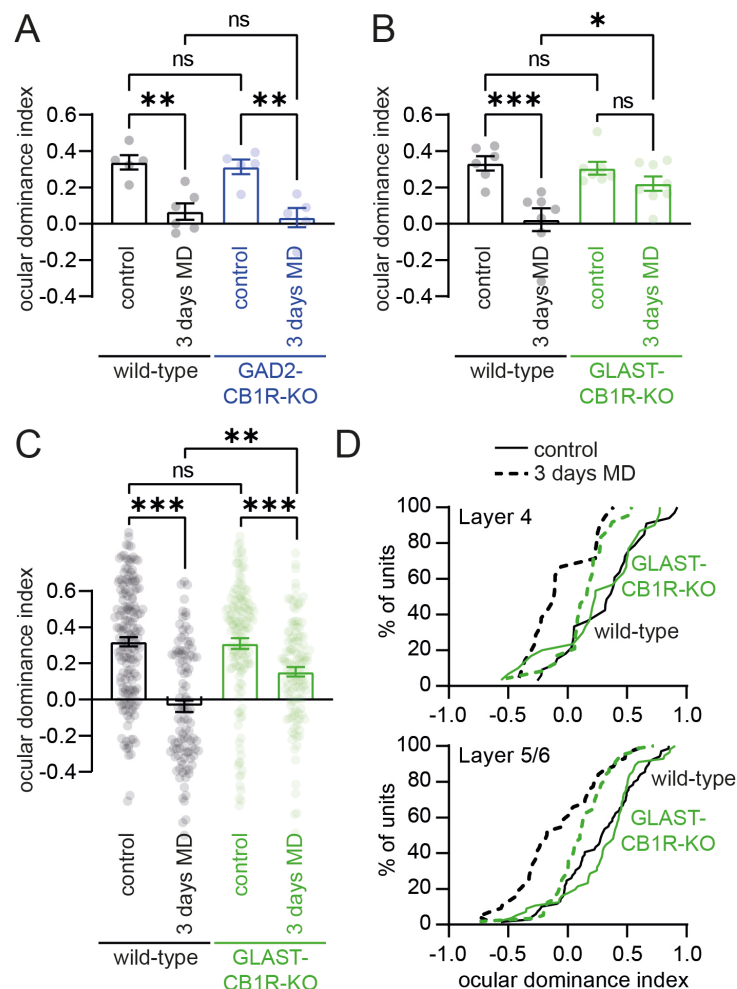 A
ns
ns
** **
ocular dominance index
0.6
0.4
0.2
0.0
-0.2
-0.4
control
3 days MD
control
3 days MD
wild-type
GAD2-
CB1R-KO
B
*
ns
*** ns
ocular dominance index
0.6
0.4
0.2
0.0
-0.2
-0.4
control
3 days MD
control
3 days MD
wild-type
GLAST-
CB1R-KO
C
**
ns
*** ***
ocular dominance index
0.6
0.4
0.2
0.0
-0.2
-0.4
control
3 days MD
control
3 days MD
wild-type
GLAST-
CB1R-KO
D
control
3 days MD
Layer 4
% of units
100
80
60
40
20
0
GLAST-
CB1R-KO
wild-type
-1.0 -0.5 0.0 0.5 1.0
Layer 5/6
% of units
100
80
60
40
20
0
wild-type
GLAST-
CB1R-KO
-1.0 -0.5 0.0 0.5 1.0
ocular dominance index